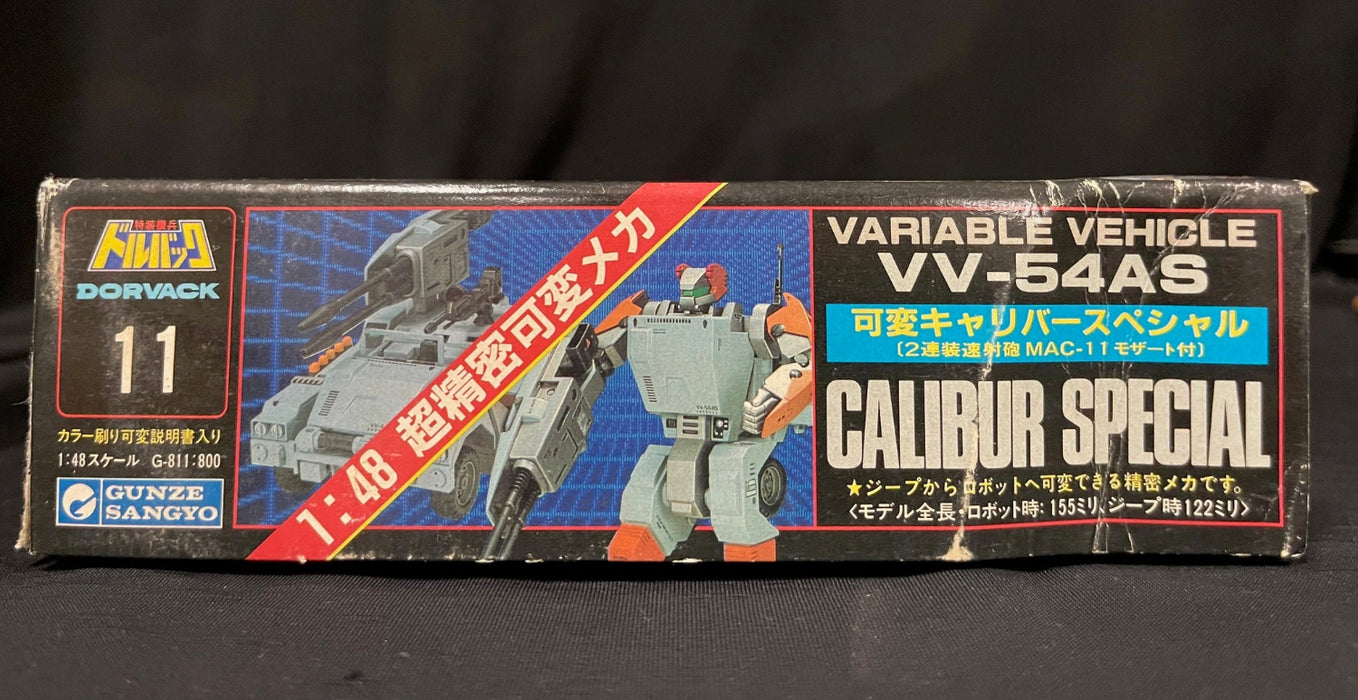 特装機兵
ドルバック
DORVACK
11
カラー刷り可変説明書入り
1:48スケール G-811:800
GUNZE
SANGYO
1:48 超精密可変メカ
VARIABLE VEHICLE
VV-54AS
可変キャリバースペシャル
〔2連装速射砲MAC-11モザート付〕
CALIBUR SPECIAL
★ジープからロボットへ可変できる精密メカです。
〈モデル全長・ロボット時:155ミリ、ジープ時122ミリ〉